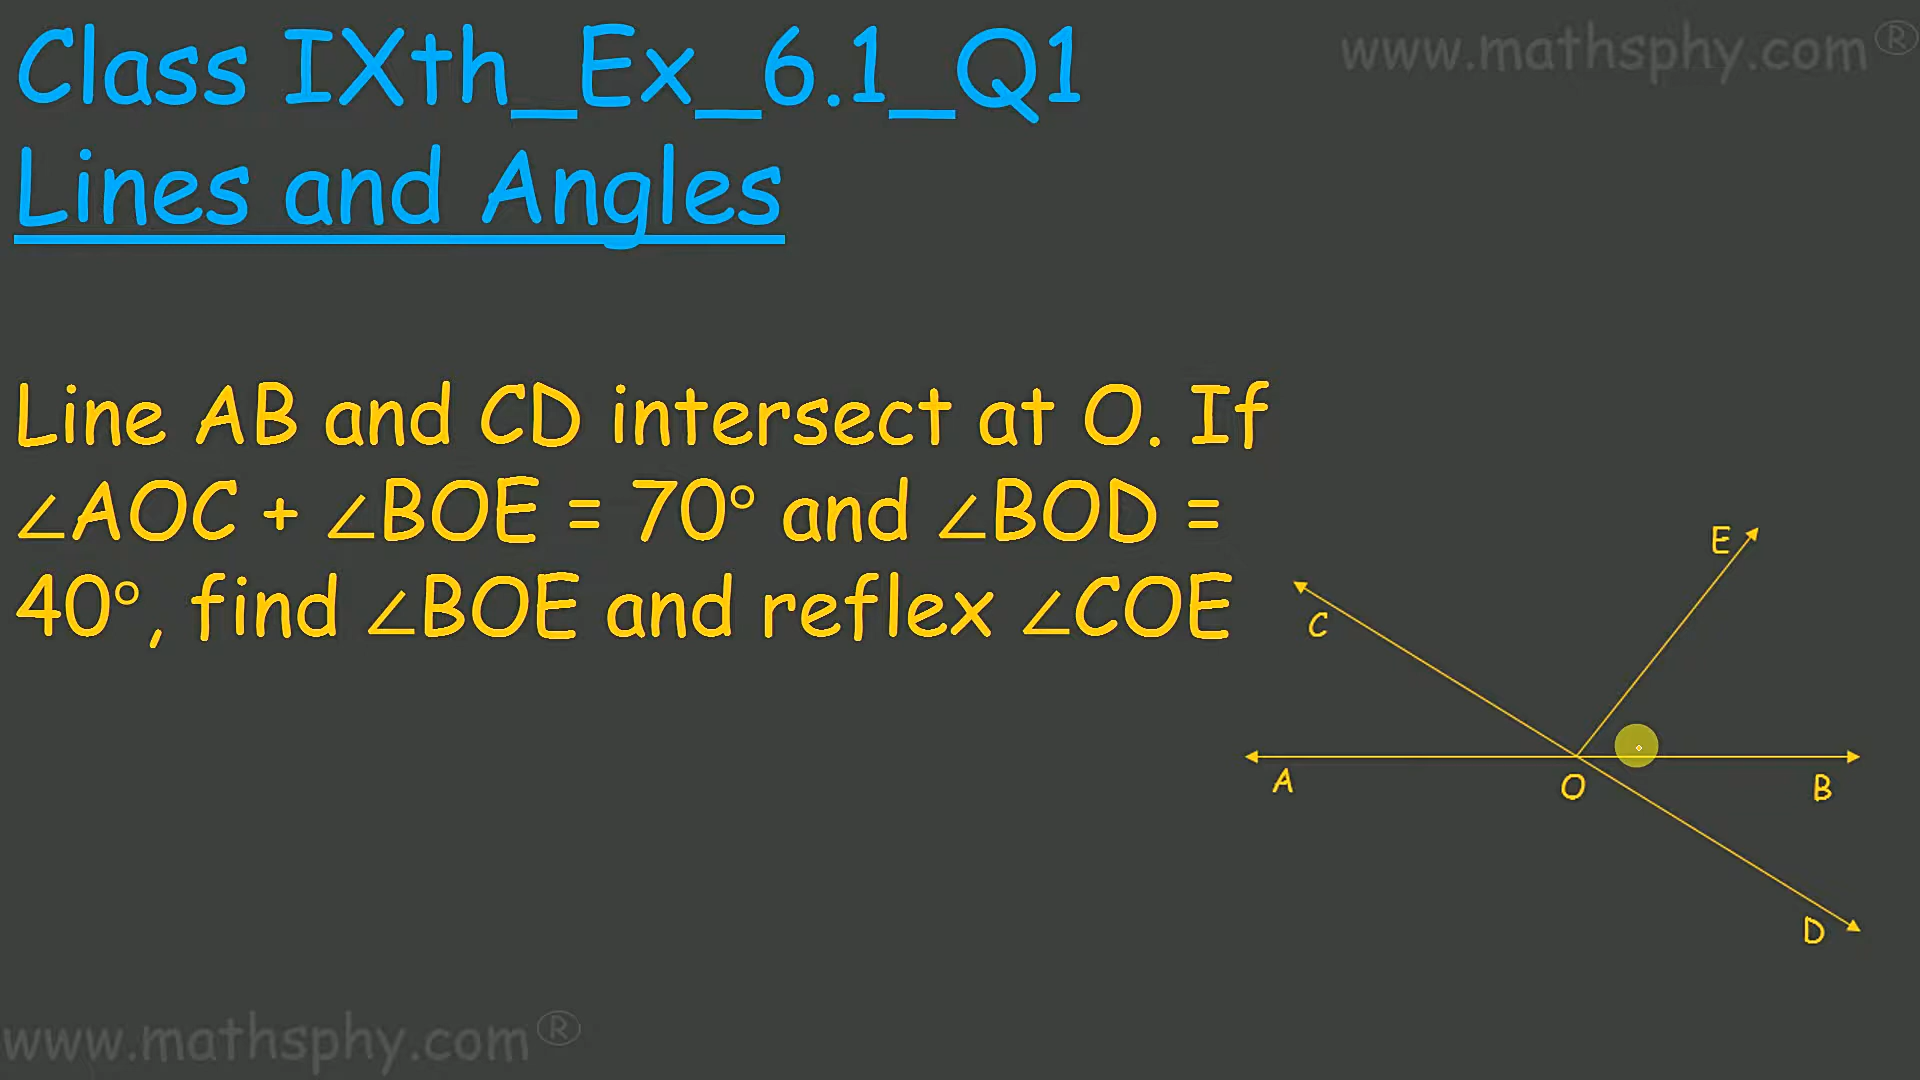 Class IXth_Ex_6.1_Q1
www.mathsphy.com®
Lines and Angles
Line AB and CD intersect at O. If
∠AOC + ∠BOE = 70° and ∠BOD =
40°, find ∠BOE and reflex ∠COE
E
C
A
O
B
D
www.mathsphy.com®